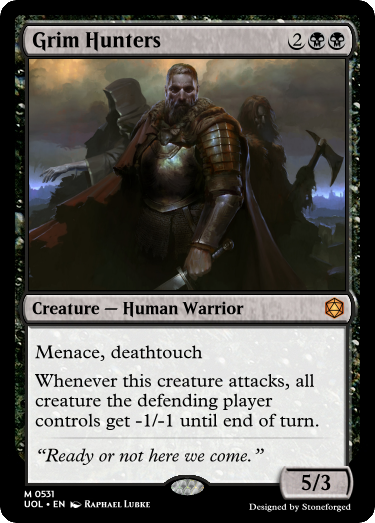 Grim Hunters 2
Creature — Human Warrior
Menace, deathtouch
Whenever this creature attacks, all
creature the defending player
controls get -1/-1 until end of turn.
“Ready or not here we come.”
5/3
M 0531
UOL • EN Raphael Lubke
Designed by Stoneforged